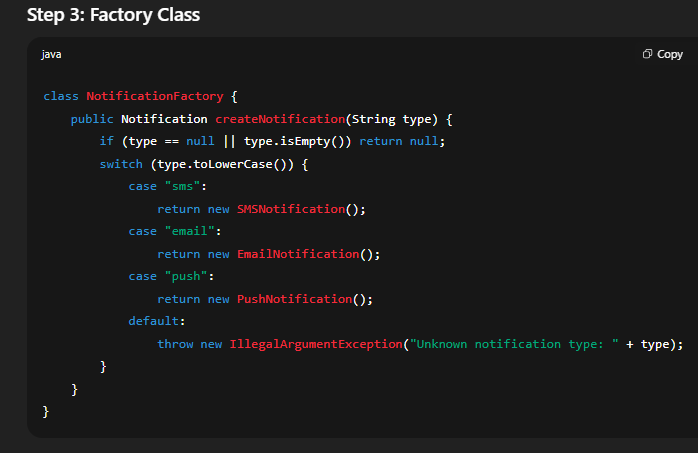 Step 3: Factory Class
java
Copy
class NotificationFactory {
    public Notification createNotification(String type) {
        if (type == null || type.isEmpty()) return null;
        switch (type.toLowerCase()) {
            case "sms":
                return new SMSNotification();
            case "email":
                return new EmailNotification();
            case "push":
                return new PushNotification();
            default:
                throw new IllegalArgumentException("Unknown notification type: " + type);
        }
    }
}